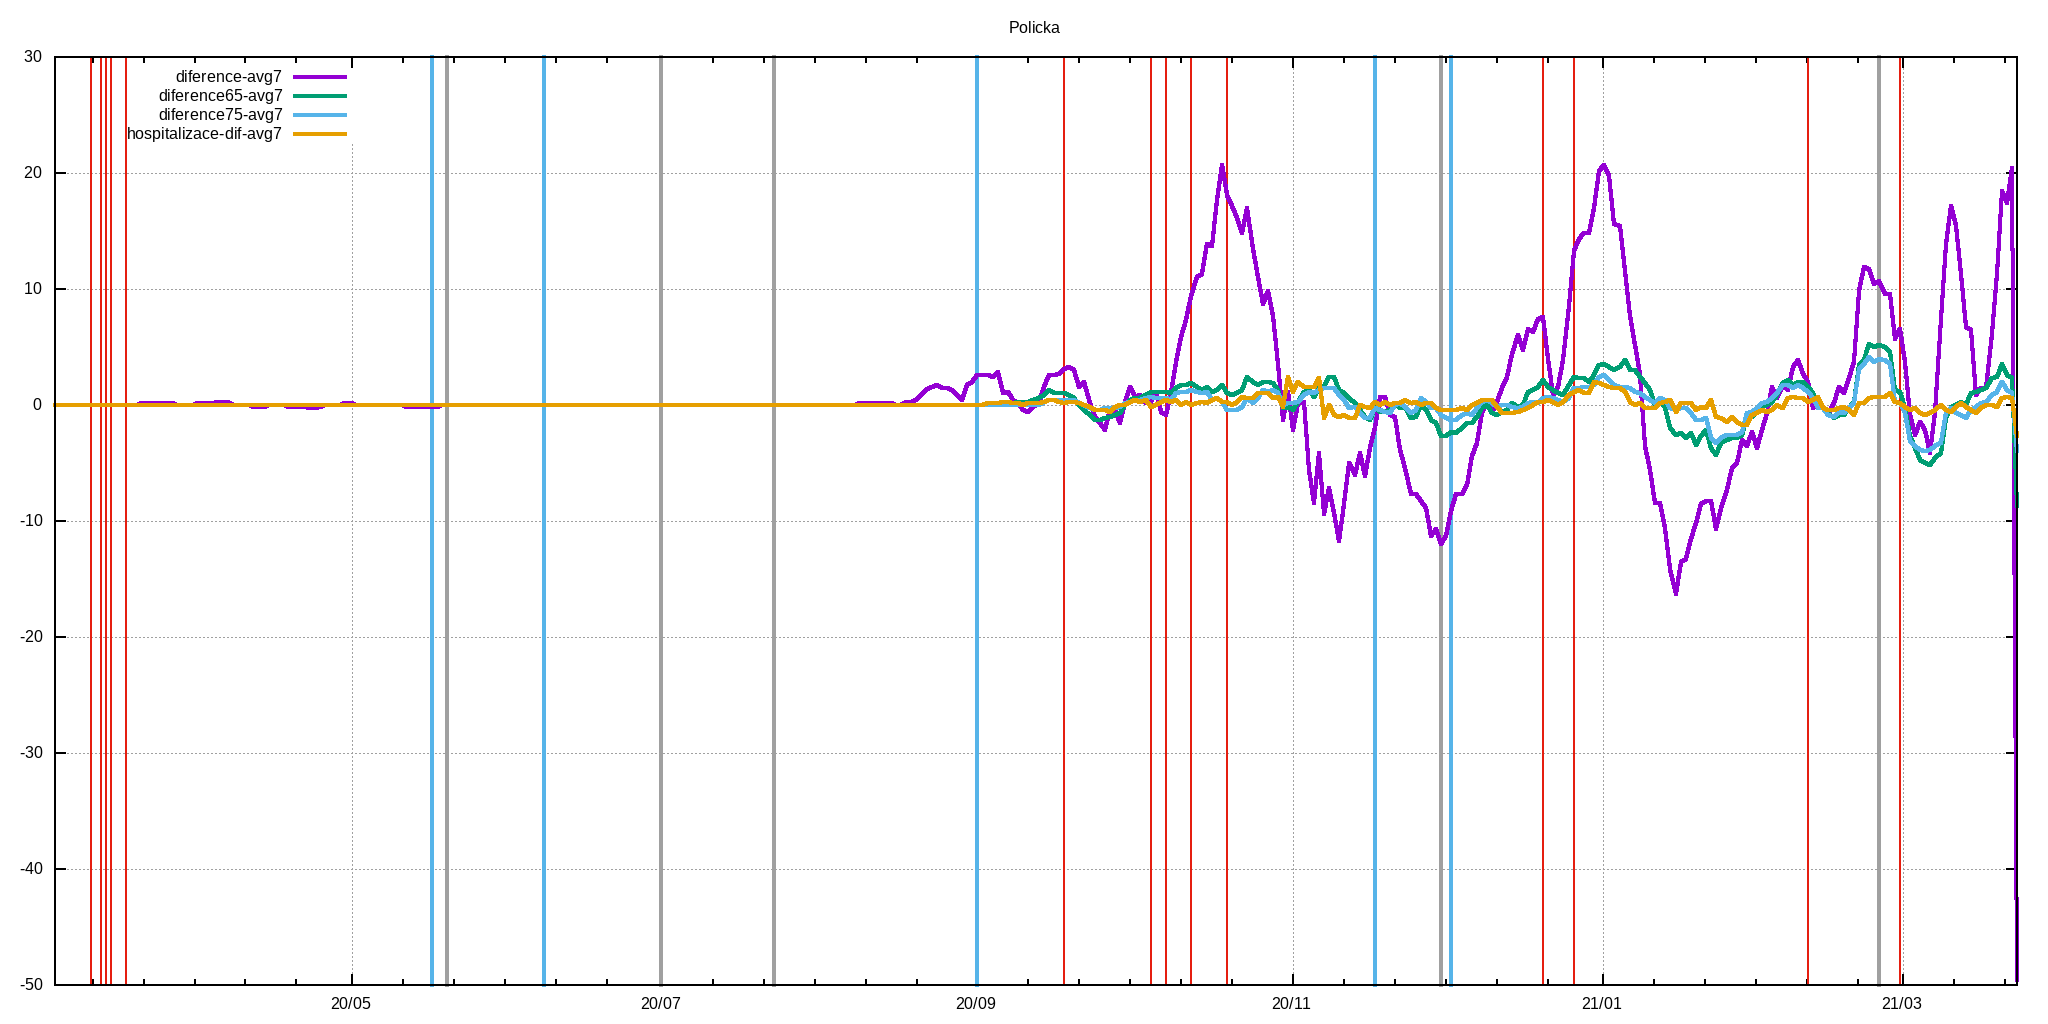 Policka
30
diference-avg7
diference65-avg7
diference75-avg7
hospitalizace-dif-avg7
20
10
0
-10
-20
-30
-40
-50
20/05 20/07 20/09 20/11 21/01 21/03